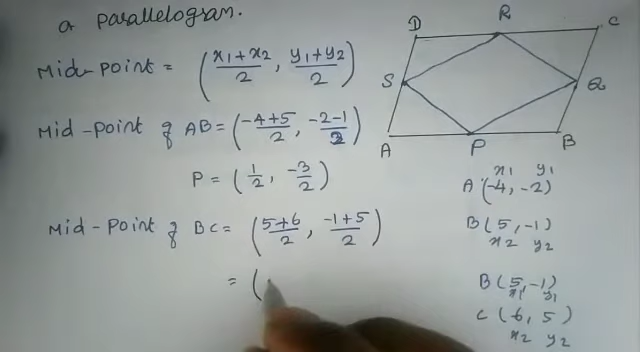 a parallelogram.
Mid-point = (x₁+x₂/2, y₁+y₂/2)
Mid-point of AB = (-4+5/2, -2-1/2)
P = (1/2, -3/2)
Mid-point of BC = (5+6/2, -1+5/2)
= (
D R C
S Q
A P B
x₁ y₁
A (-4, -2)
B (5, -1)
x₂ y₂
B (5, -1)
x₁ y₁
C (6, 5)
x₂ y₂